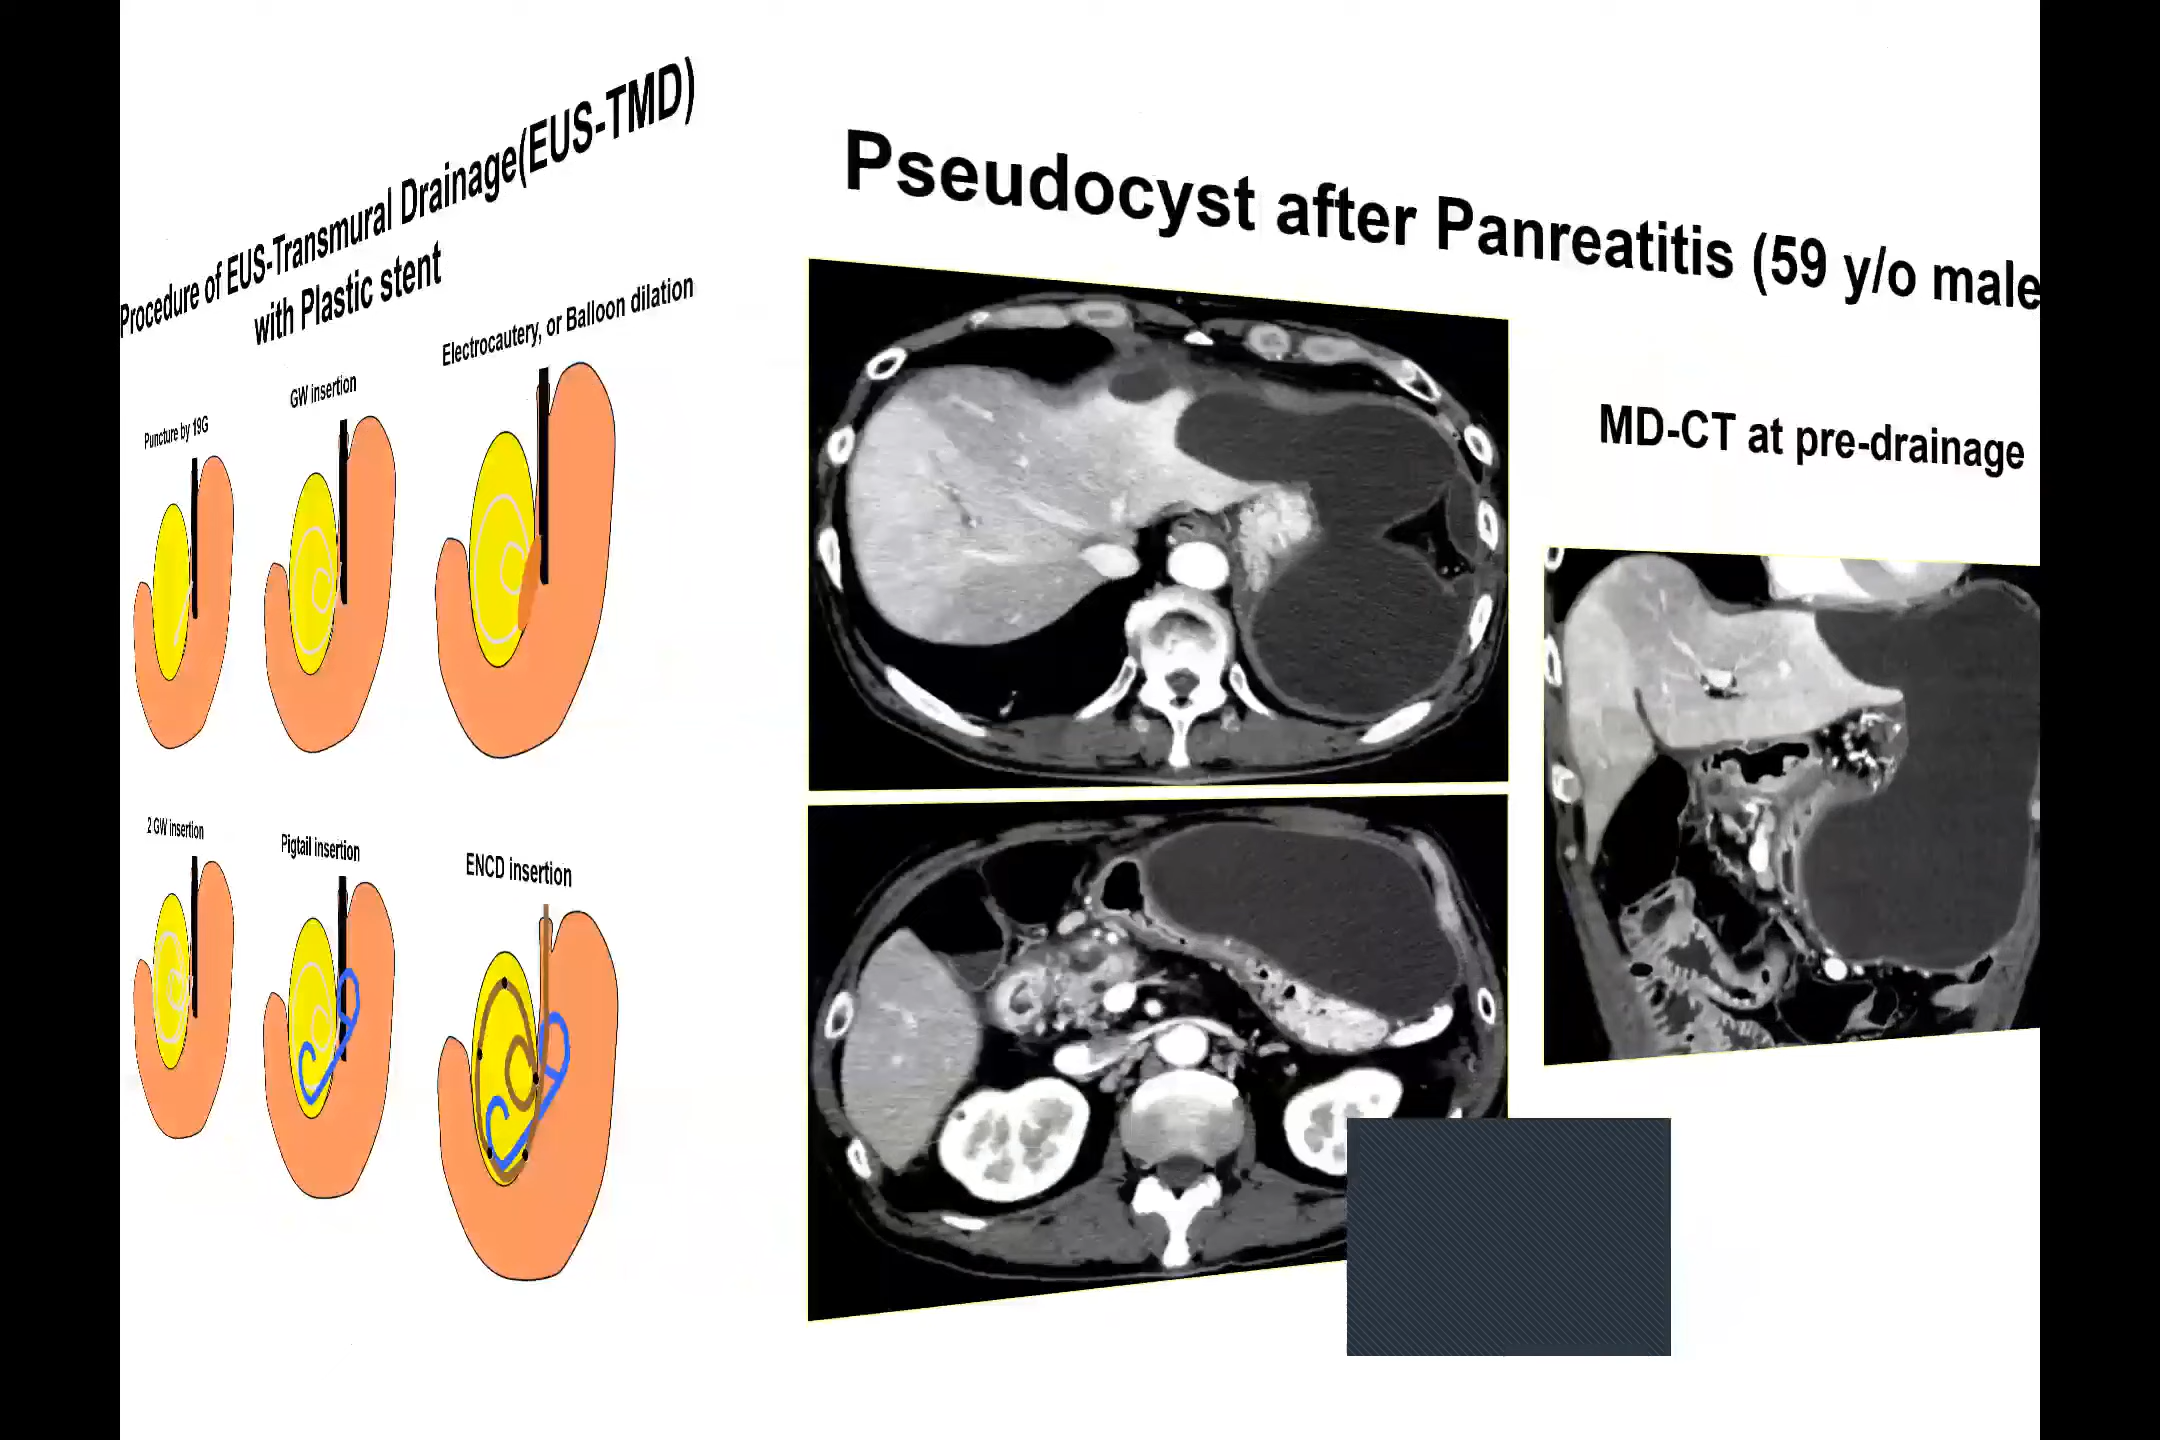 Procedure of EUS-Transmural Drainage(EUS-TMD)
with Plastic stent
Puncture by 19G
GW insertion
Electrocautery, or Balloon dilation
2 GW insertion
Pigtail insertion
ENCD insertion
Pseudocyst after Panreatitis (59 y/o male
MD-CT at pre-drainage